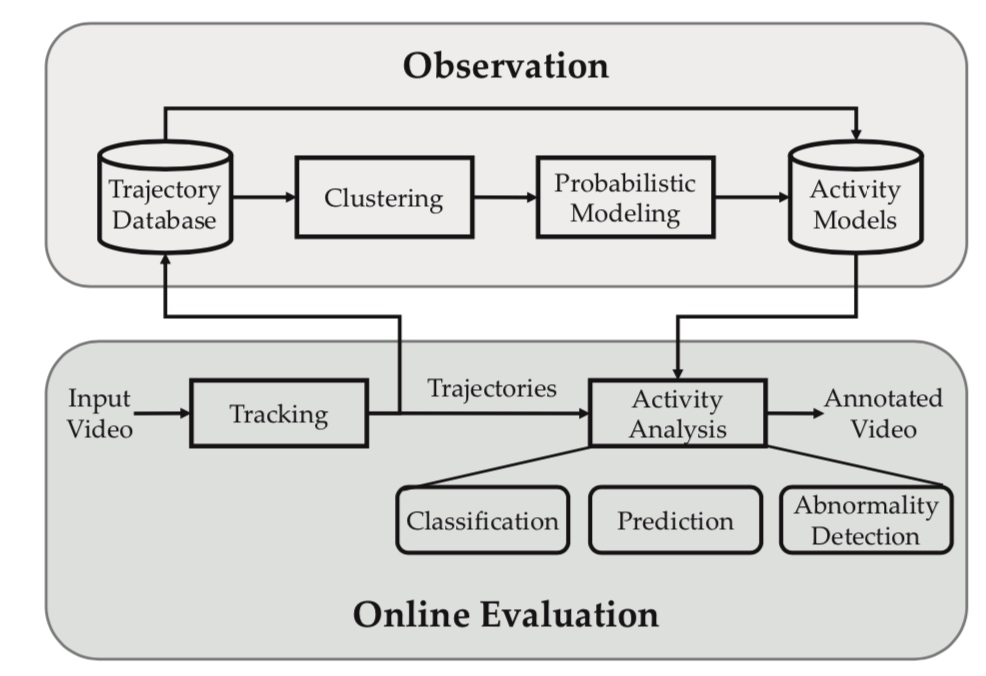 Observation
Trajectory
Database
Clustering
Probabilistic
Modeling
Activity
Models
Input
Video
Tracking
Trajectories
Activity
Analysis
Annotated
Video
Classification
Prediction
Abnormality
Detection
Online Evaluation